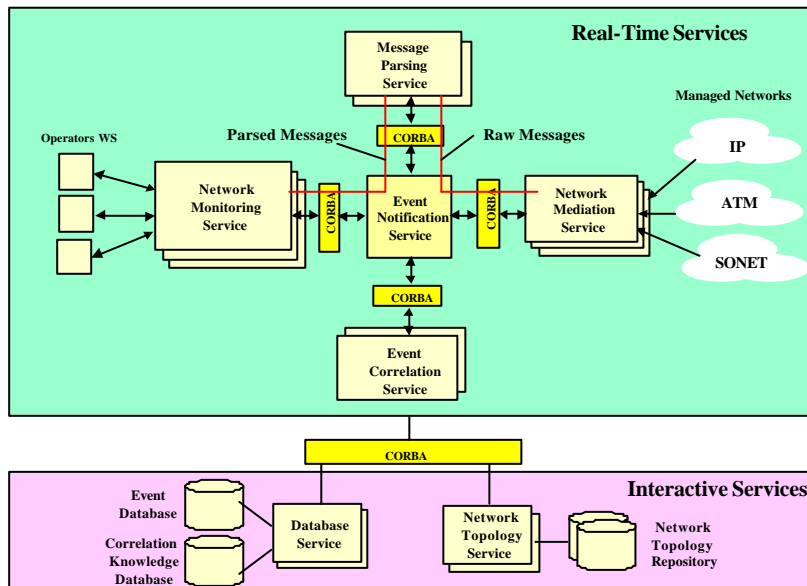 Real-Time Services
Message
Parsing
Service
Managed Networks
Operators WS
Parsed Messages
CORBA
Raw Messages
IP
Network
Monitoring
Service
CORBA
Event
Notification
Service
CORBA
Network
Mediation
Service
ATM
SONET
CORBA
Event
Correlation
Service
CORBA
Interactive Services
Event
Database
Database
Service
Network
Topology
Service
Network
Topology
Repository
Correlation
Knowledge
Database